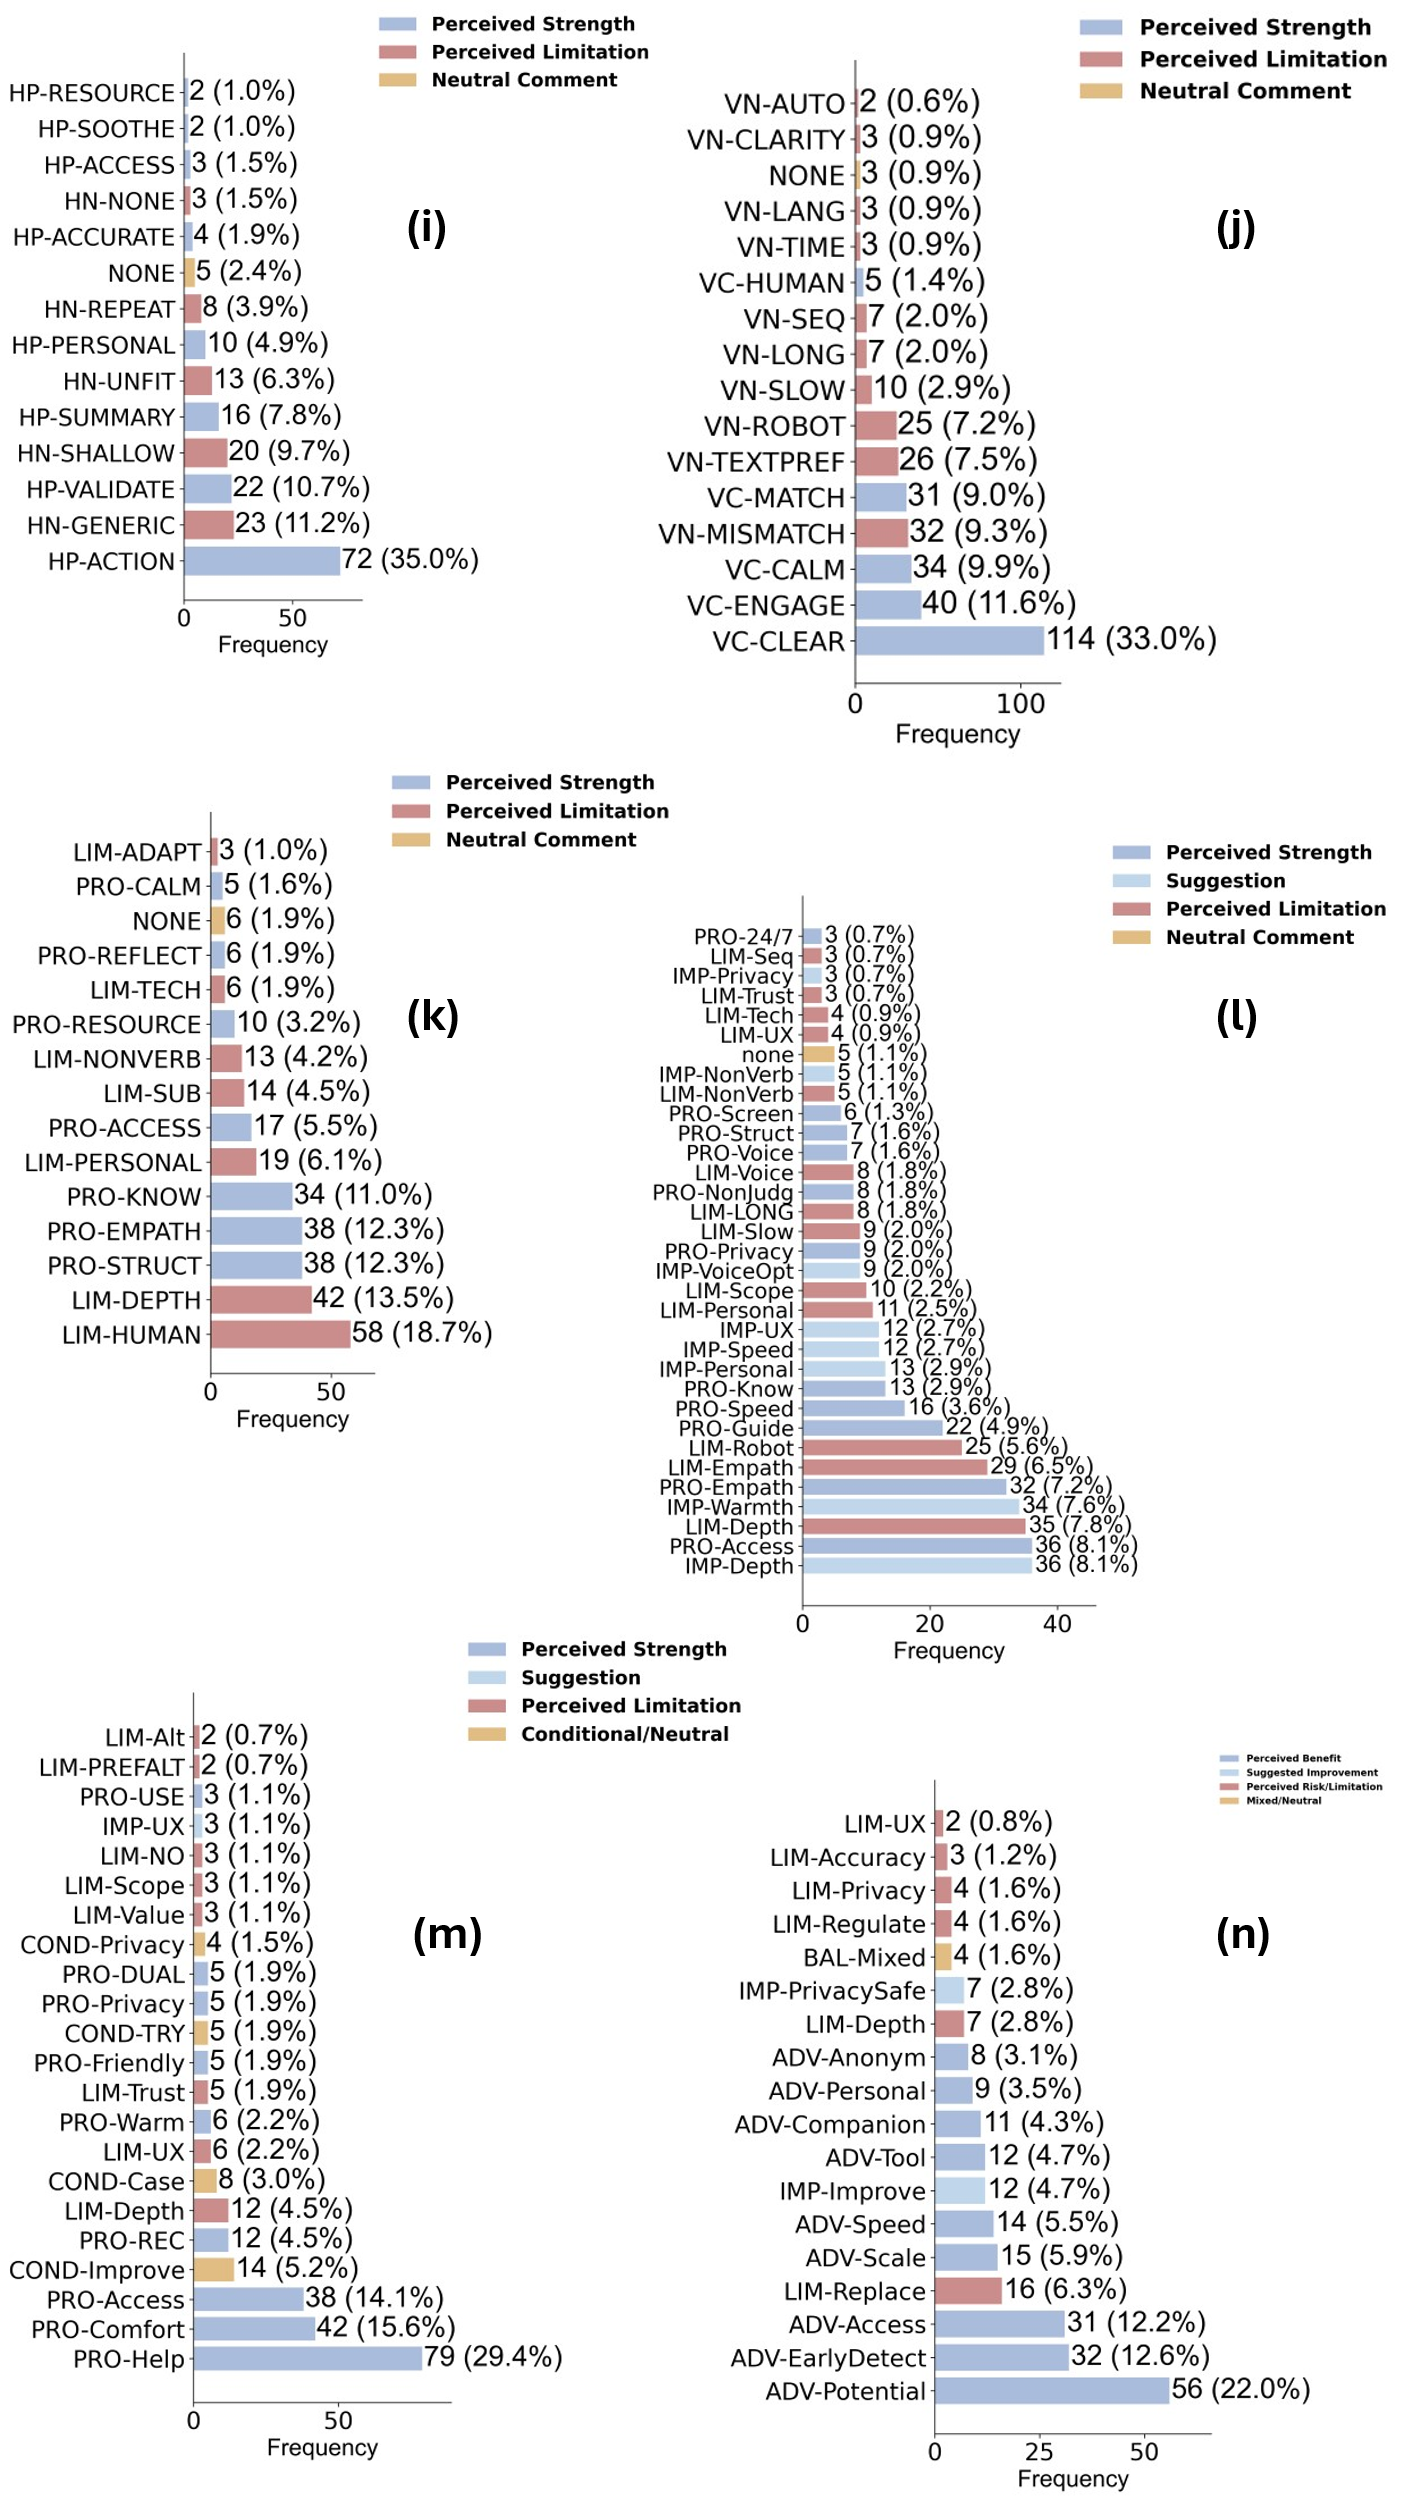 Perceived Strength
Perceived Limitation
Neutral Comment
HP-RESOURCE 2 (1.0%)
HP-SOOTHE 2 (1.0%)
HP-ACCESS 3 (1.5%)
HN-NONE 3 (1.5%)
HP-ACCURATE 4 (1.9%)
NONE 5 (2.4%)
HN-REPEAT 8 (3.9%)
HP-PERSONAL 10 (4.9%)
HN-UNFIT 13 (6.3%)
HP-SUMMARY 16 (7.8%)
HN-SHALLOW 20 (9.7%)
HP-VALIDATE 22 (10.7%)
HN-GENERIC 23 (11.2%)
HP-ACTION 72 (35.0%)
0 50
Frequency
(i)
Perceived Strength
Perceived Limitation
Neutral Comment
VN-AUTO 2 (0.6%)
VN-CLARITY 3 (0.9%)
NONE 3 (0.9%)
VN-LANG 3 (0.9%)
VN-TIME 3 (0.9%)
VC-HUMAN 5 (1.4%)
VN-SEQ 7 (2.0%)
VN-LONG 7 (2.0%)
VN-SLOW 10 (2.9%)
VN-ROBOT 25 (7.2%)
VN-TEXTPREF 26 (7.5%)
VC-MATCH 31 (9.0%)
VN-MISMATCH 32 (9.3%)
VC-CALM 34 (9.9%)
VC-ENGAGE 40 (11.6%)
VC-CLEAR 114 (33.0%)
0 100
Frequency
(j)
Perceived Strength
Perceived Limitation
Neutral Comment
LIM-ADAPT 3 (1.0%)
PRO-CALM 5 (1.6%)
NONE 6 (1.9%)
PRO-REFLECT 6 (1.9%)
LIM-TECH 6 (1.9%)
PRO-RESOURCE 10 (3.2%)
LIM-NONVERB 13 (4.2%)
LIM-SUB 14 (4.5%)
PRO-ACCESS 17 (5.5%)
LIM-PERSONAL 19 (6.1%)
PRO-KNOW 34 (11.0%)
PRO-EMPATH 38 (12.3%)
PRO-STRUCT 38 (12.3%)
LIM-DEPTH 42 (13.5%)
LIM-HUMAN 58 (18.7%)
0 50
Frequency
(k)
Perceived Strength
Suggestion
Perceived Limitation
Neutral Comment
PRO-24/7 3 (0.7%)
LIM-Seq 3 (0.7%)
IMP-Privacy 3 (0.7%)
LIM-Trust 3 (0.7%)
LIM-Tech 4 (0.9%)
LIM-UX 4 (0.9%)
none 5 (1.1%)
IMP-NonVerb 5 (1.1%)
LIM-NonVerb 5 (1.1%)
PRO-Screen 6 (1.3%)
PRO-Struct 7 (1.6%)
PRO-Voice 7 (1.6%)
LIM-Voice 8 (1.8%)
PRO-NonJudg 8 (1.8%)
LIM-LONG 8 (1.8%)
LIM-Slow 9 (2.0%)
PRO-Privacy 9 (2.0%)
IMP-VoiceOpt 9 (2.0%)
LIM-Scope 10 (2.2%)
LIM-Personal 11 (2.5%)
IMP-UX 12 (2.7%)
IMP-Speed 12 (2.7%)
IMP-Personal 13 (2.9%)
PRO-Know 13 (2.9%)
PRO-Speed 16 (3.6%)
PRO-Guide 22 (4.9%)
LIM-Robot 25 (5.6%)
LIM-Empath 29 (6.5%)
PRO-Empath 32 (7.2%)
IMP-Warmth 34 (7.6%)
LIM-Depth 35 (7.8%)
PRO-Access 36 (8.1%)
IMP-Depth 36 (8.1%)
0 20 40
Frequency
(l)
Perceived Strength
Suggestion
Perceived Limitation
Conditional/Neutral
LIM-Alt 2 (0.7%)
LIM-PREFALT 2 (0.7%)
PRO-USE 3 (1.1%)
IMP-UX 3 (1.1%)
LIM-NO 3 (1.1%)
LIM-Scope 3 (1.1%)
LIM-Value 3 (1.1%)
COND-Privacy 4 (1.5%)
PRO-DUAL 5 (1.9%)
PRO-Privacy 5 (1.9%)
COND-TRY 5 (1.9%)
PRO-Friendly 5 (1.9%)
LIM-Trust 5 (1.9%)
PRO-Warm 6 (2.2%)
LIM-UX 6 (2.2%)
COND-Case 8 (3.0%)
LIM-Depth 12 (4.5%)
PRO-REC 12 (4.5%)
COND-Improve 14 (5.2%)
PRO-Access 38 (14.1%)
PRO-Comfort 42 (15.6%)
PRO-Help 79 (29.4%)
0 50
Frequency
(m)
Perceived Benefit
Suggested Improvement
Perceived Risk/Limitation
Mixed/Neutral
LIM-UX 2 (0.8%)
LIM-Accuracy 3 (1.2%)
LIM-Privacy 4 (1.6%)
LIM-Regulate 4 (1.6%)
BAL-Mixed 4 (1.6%)
IMP-PrivacySafe 7 (2.8%)
LIM-Depth 7 (2.8%)
ADV-Anonym 8 (3.1%)
ADV-Personal 9 (3.5%)
ADV-Companion 11 (4.3%)
ADV-Tool 12 (4.7%)
IMP-Improve 12 (4.7%)
ADV-Speed 14 (5.5%)
ADV-Scale 15 (5.9%)
LIM-Replace 16 (6.3%)
ADV-Access 31 (12.2%)
ADV-EarlyDetect 32 (12.6%)
ADV-Potential 56 (22.0%)
0 25 50
Frequency
(n)